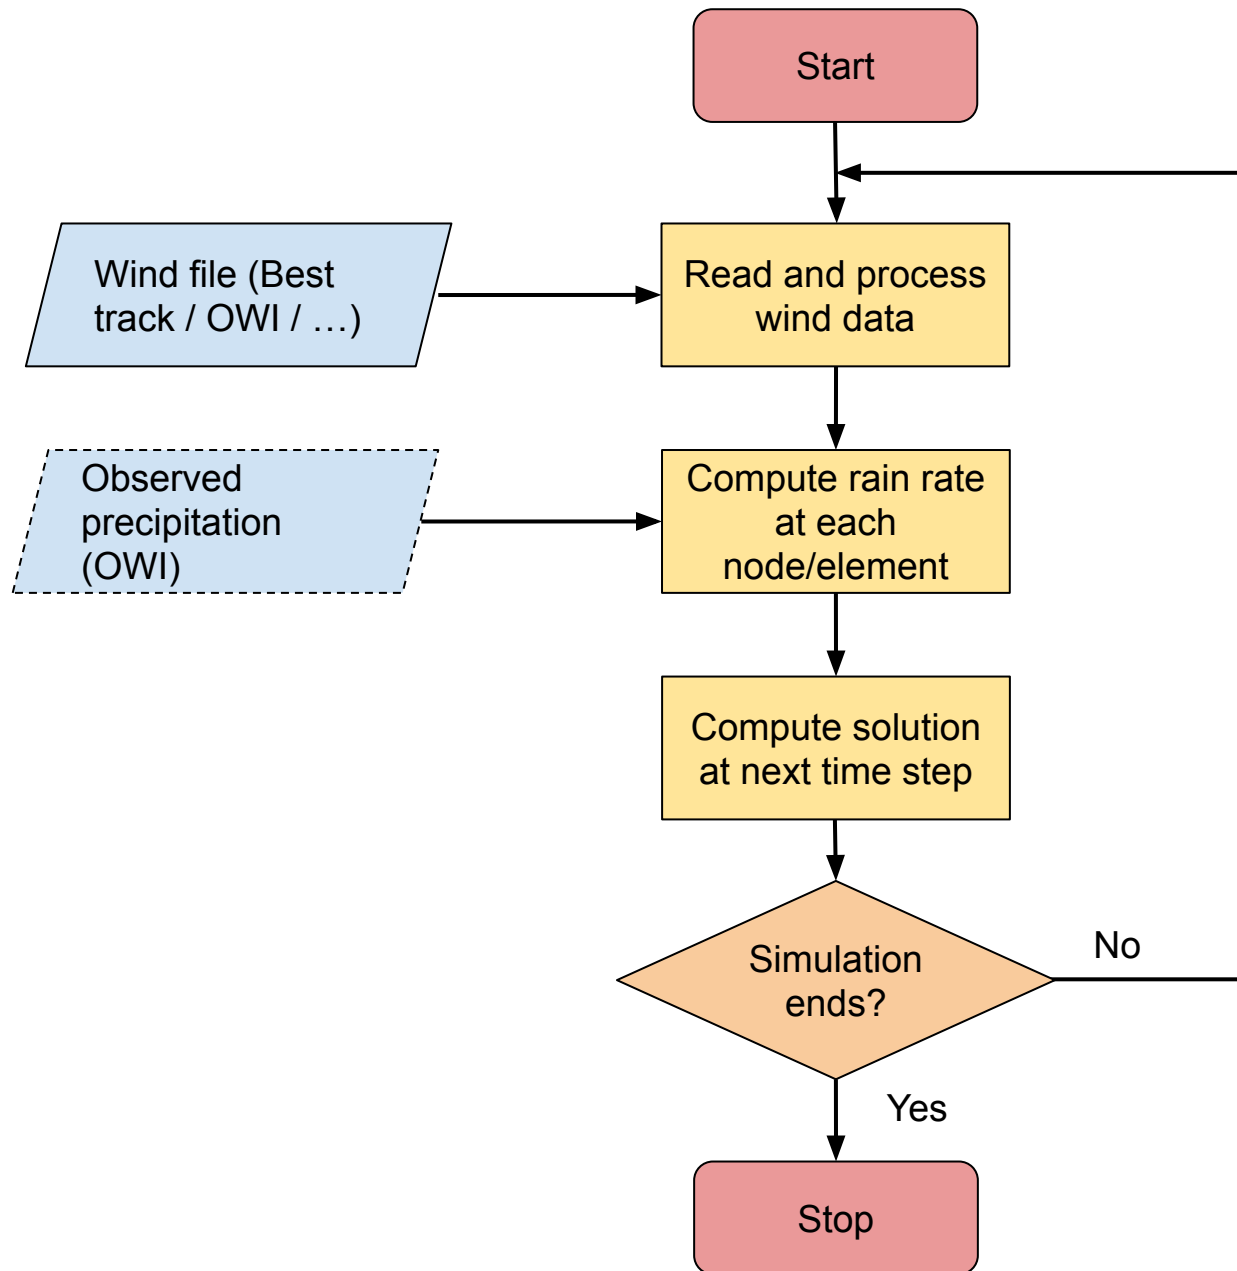 Start
Wind file (Best
track / OWI / …)
Read and process
wind data
Observed
precipitation
(OWI)
Compute rain rate
at each
node/element
Compute solution
at next time step
Simulation
ends?
No
Yes
Stop